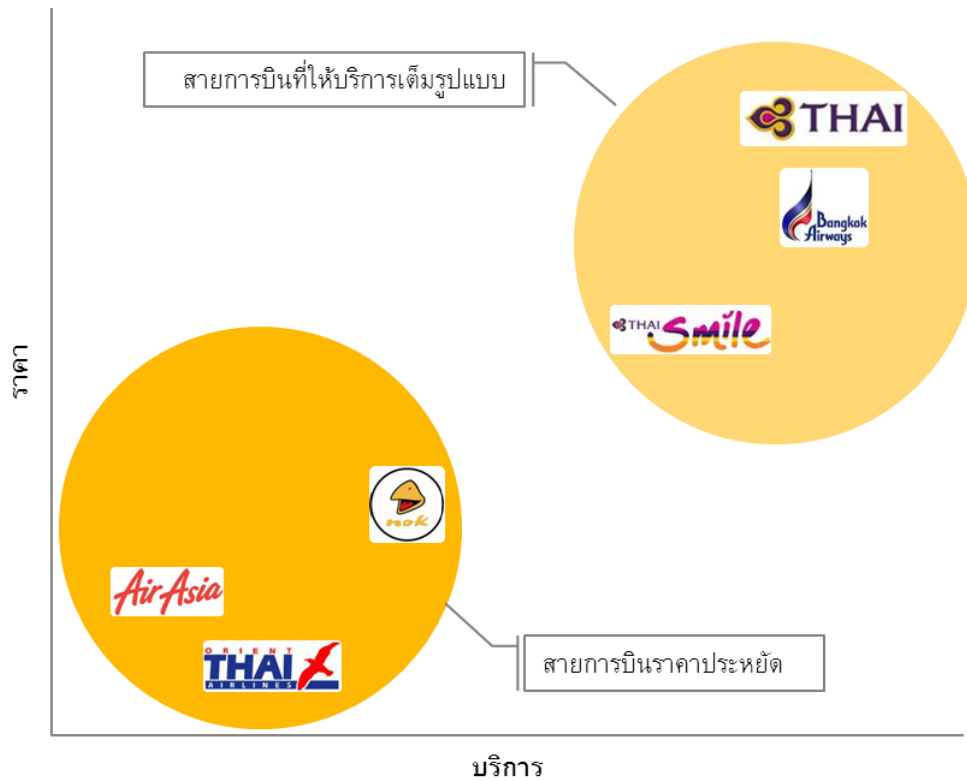 สายการบินที่ให้บริการเต็มรูปแบบ
THAI
Bangkok
Airways
THAI Smile
ราคา
nok
AirAsia
ORIENT
THAI
AIRLINES
สายการบินราคาประหยัด
บริการ